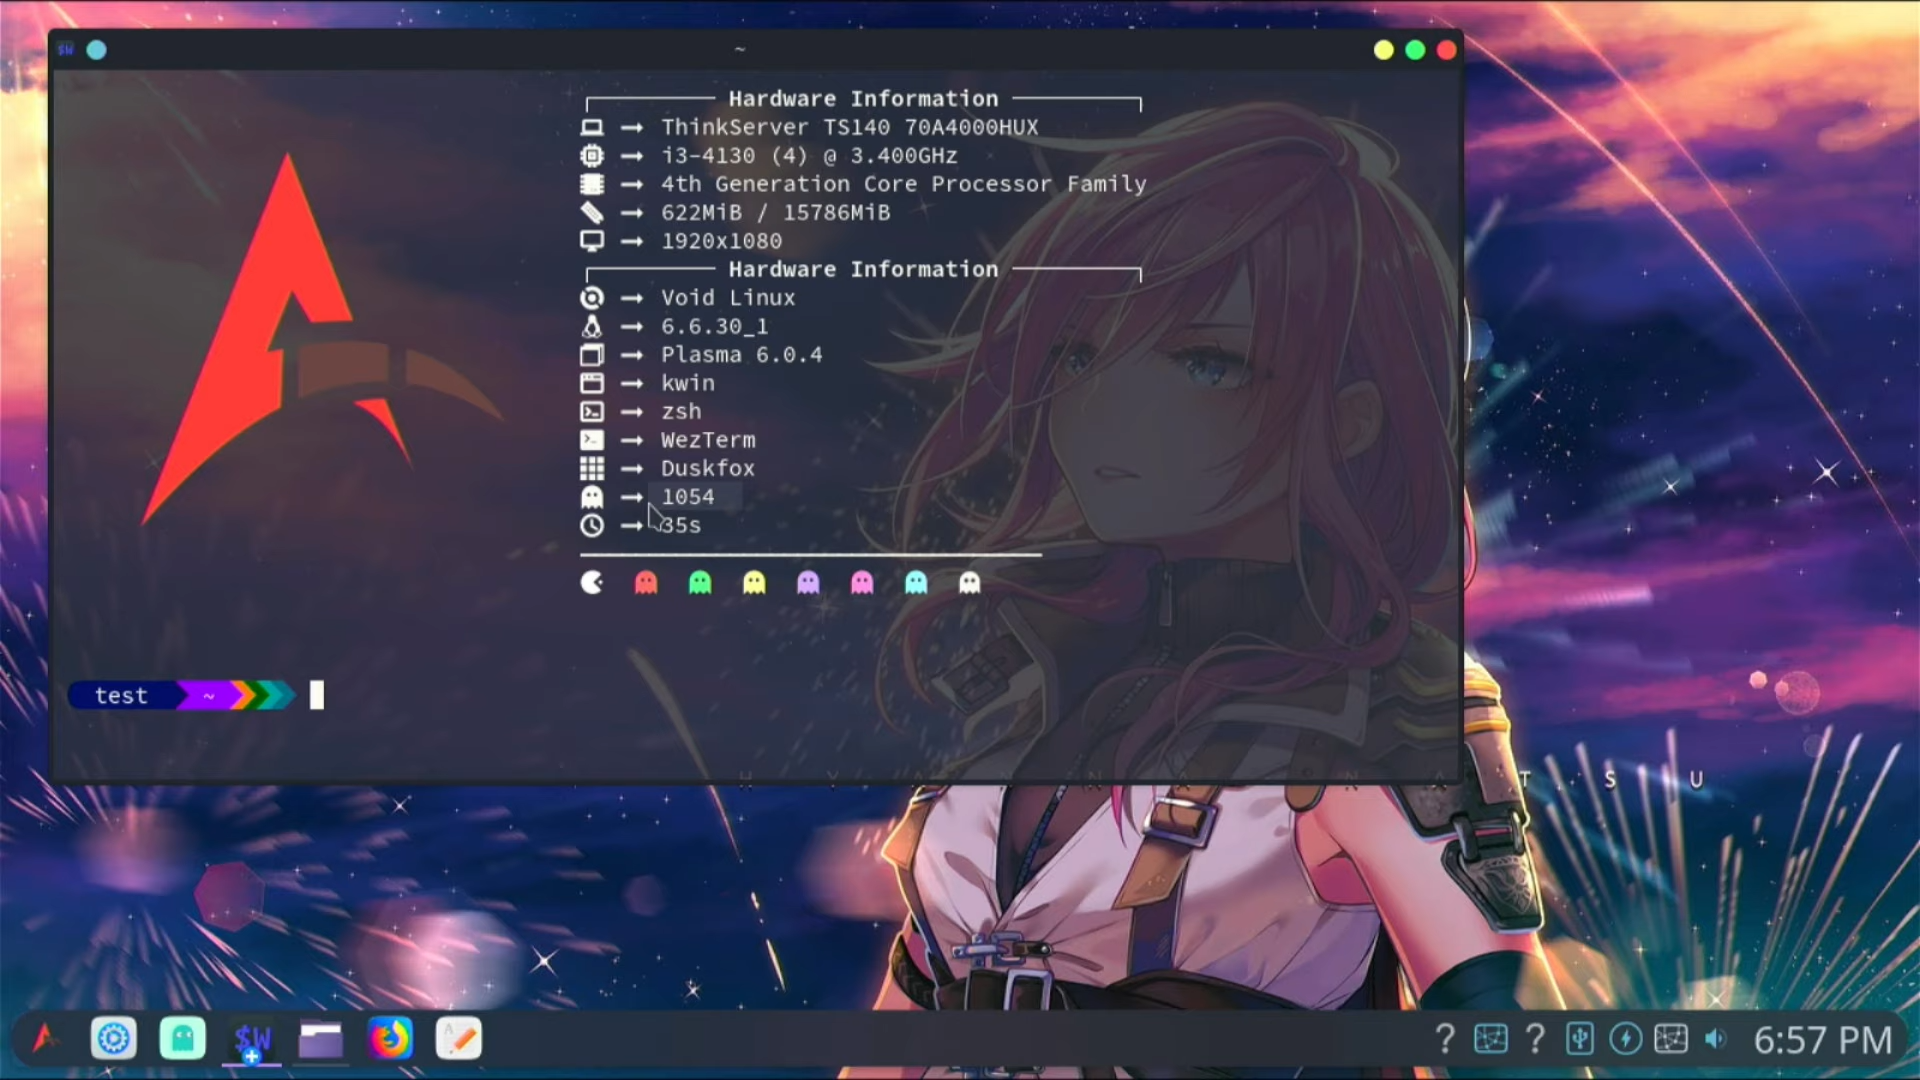 ~
Hardware Information
ThinkServer TS140 70A4000HUX
i3-4130 (4) @ 3.400GHz
4th Generation Core Processor Family
622MiB / 15786MiB
1920x1080
Hardware Information
Void Linux
6.6.30_1
Plasma 6.0.4
kwin
zsh
WezTerm
Duskfox
1054
35s
test ~
T S U
$W
? ? 6:57 PM